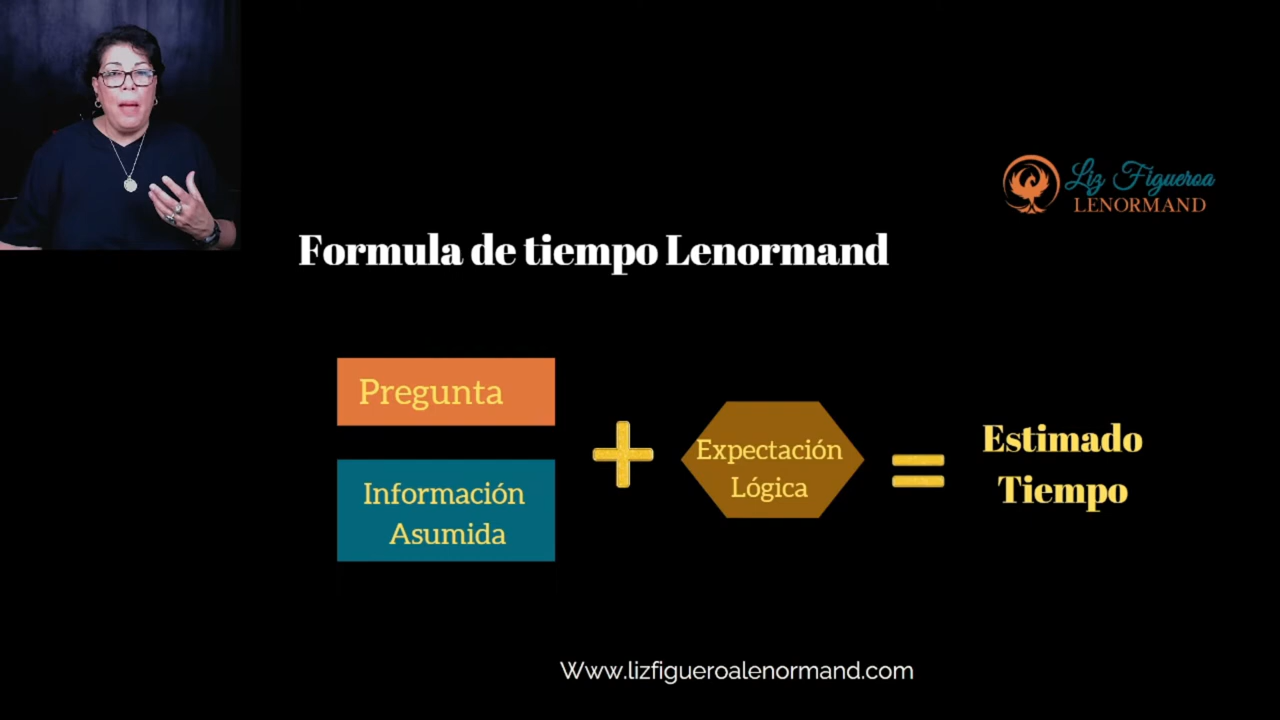 Liz Figueroa
LENORMAND
Formula de tiempo Lenormand
Pregunta
Información
Asumida
+
Expectación
Lógica
=
Estimado
Tiempo
Www.lizfigueroalenormand.com